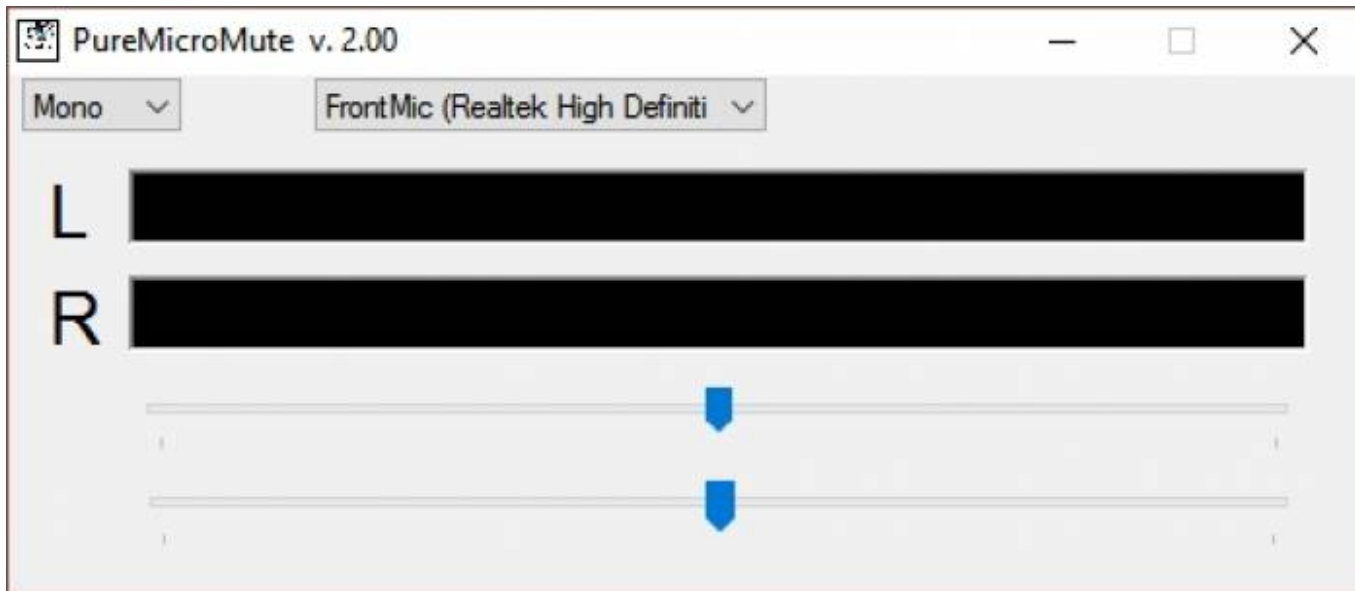 PureMicroMute v. 2.00
Mono FrontMic (Realtek High Definiti
L
R